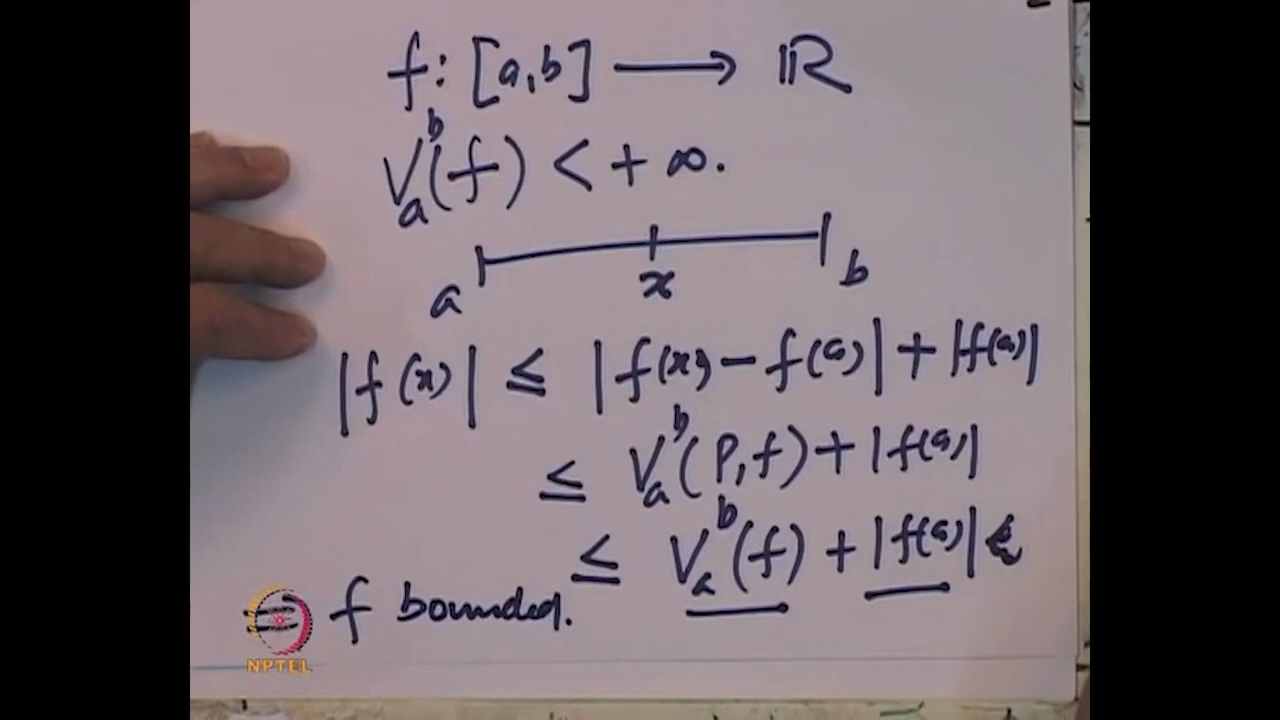 f : [a,b] ⟶ ℝ
V_a^b(f) < + ∞.
a x b
|f(x)| ≤ |f(x) − f(a)| + |f(a)|
≤ V_a^b(P, f) + |f(a)|
≤ V_a^b(f) + |f(a)|
f bounded.
NPTEL